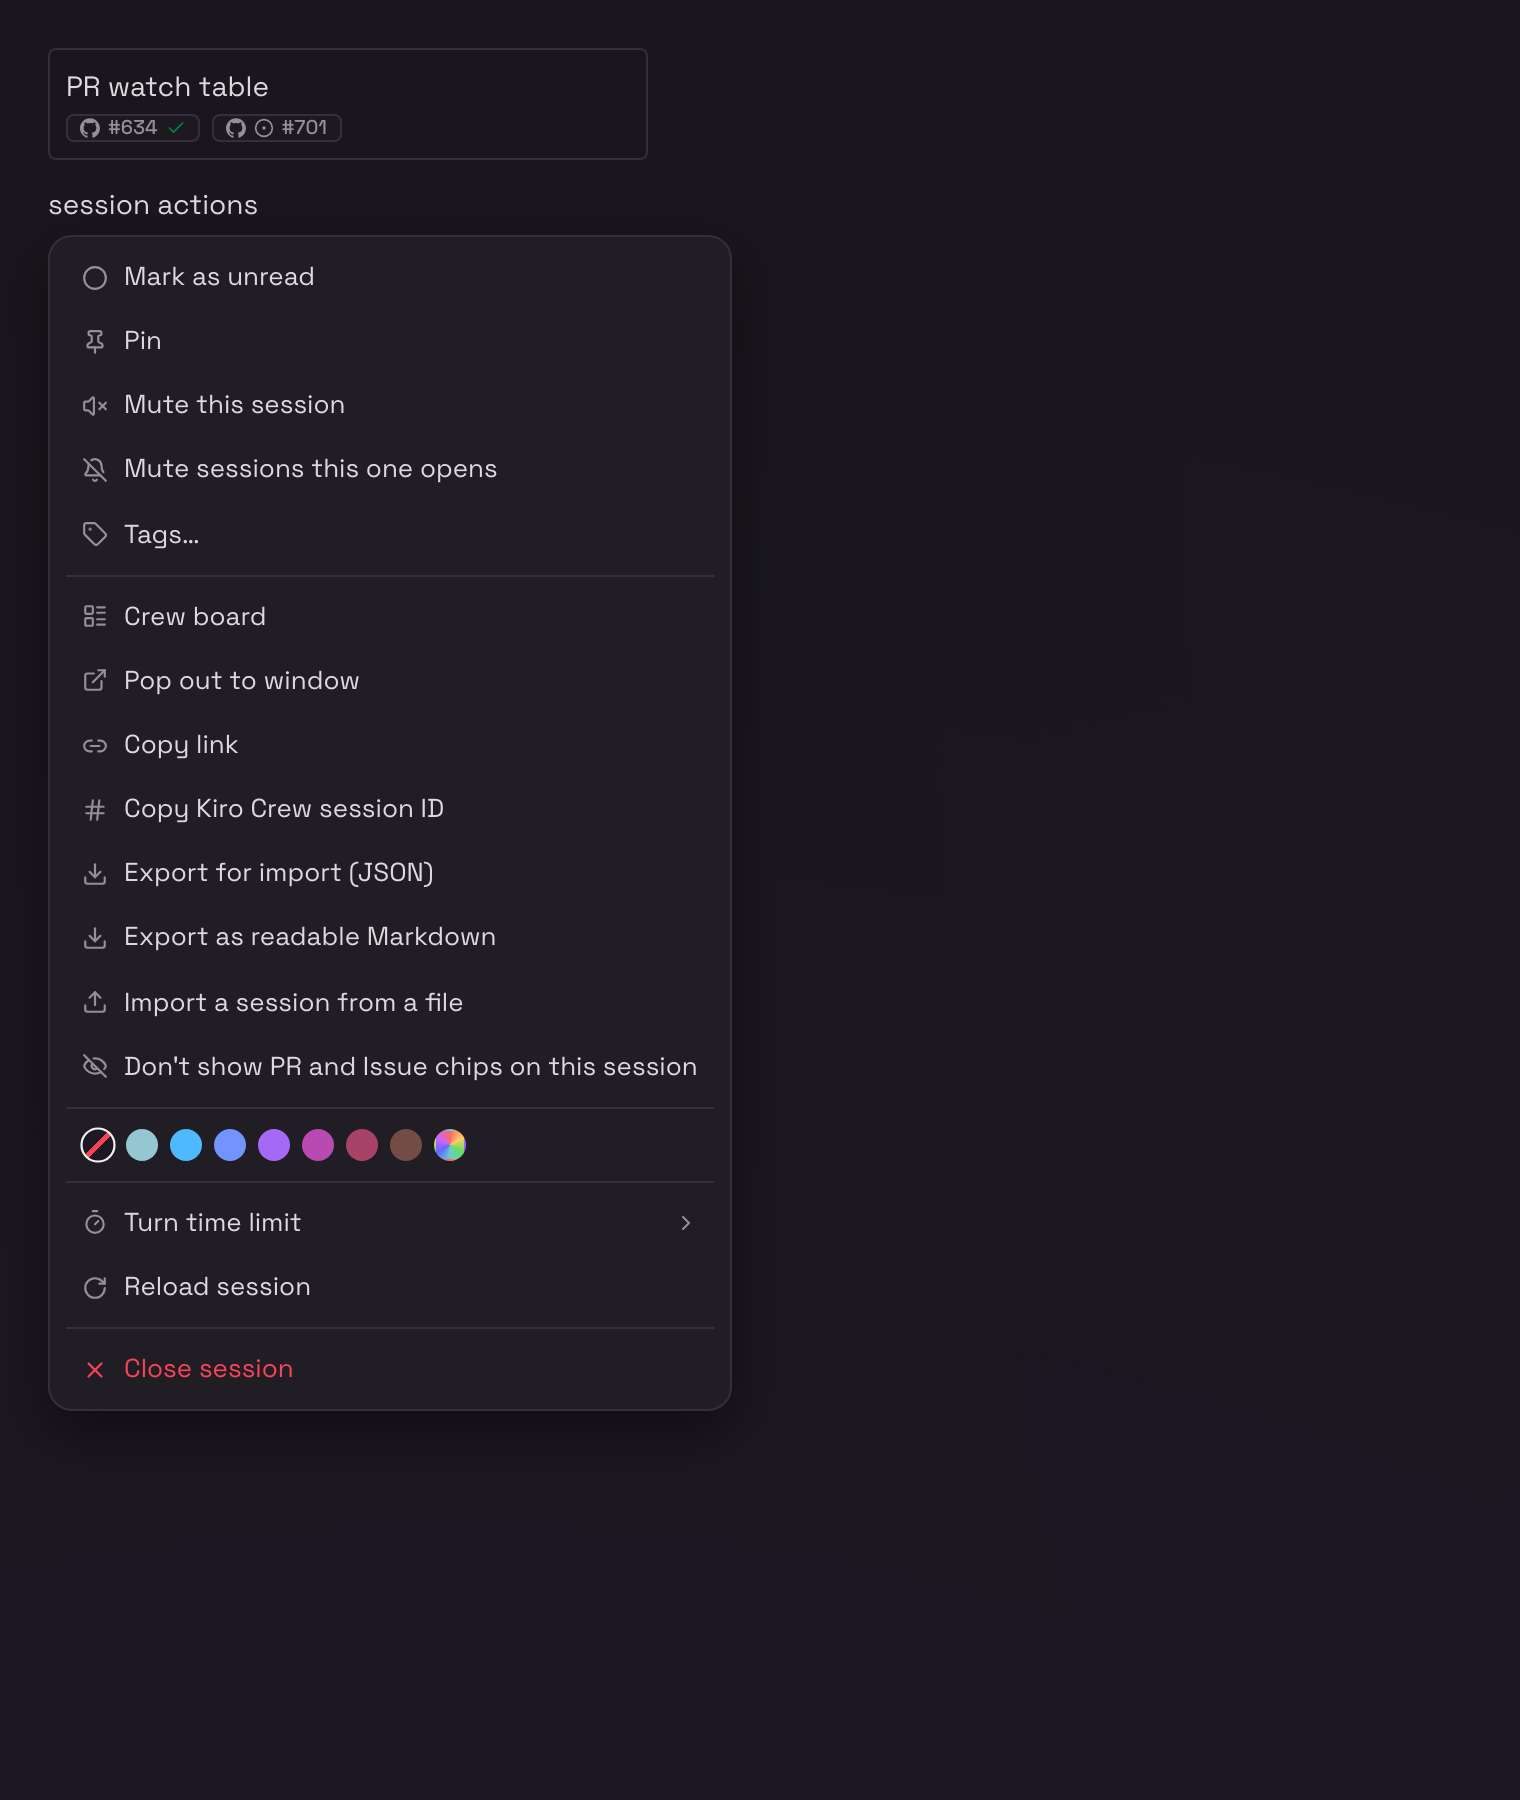 PR watch table
#634
#701
session actions
Mark as unread
Pin
Mute this session
Mute sessions this one opens
Tags…
Crew board
Pop out to window
Copy link
Copy Kiro Crew session ID
Export for import (JSON)
Export as readable Markdown
Import a session from a file
Don't show PR and Issue chips on this session
Turn time limit
Reload session
Close session